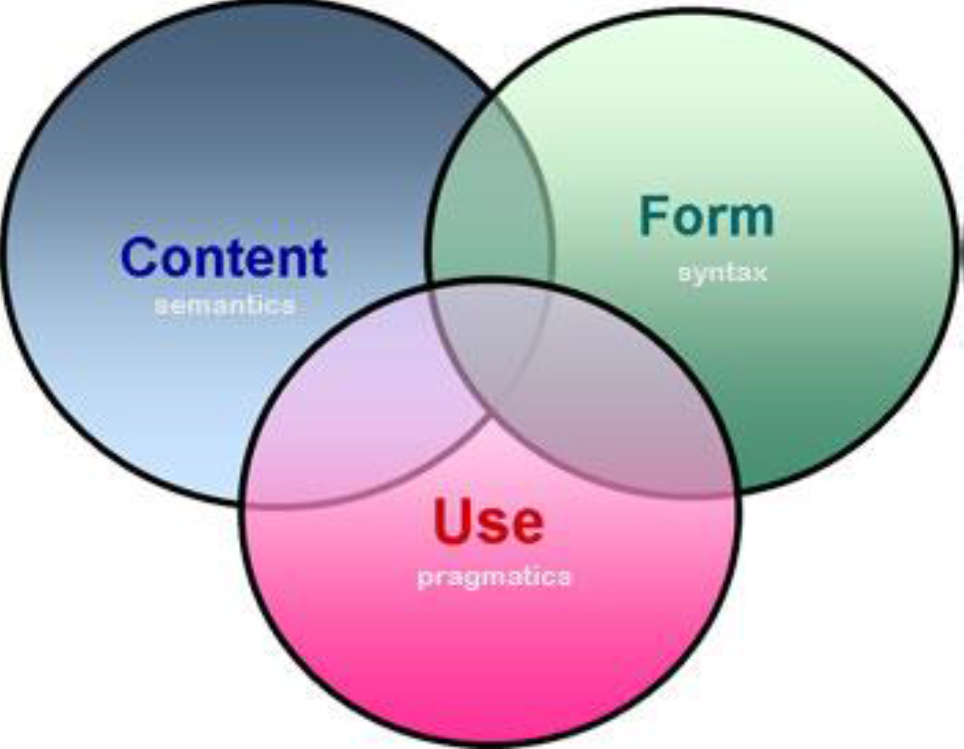 Content
semantics
Form
syntax
Use
pragmatics